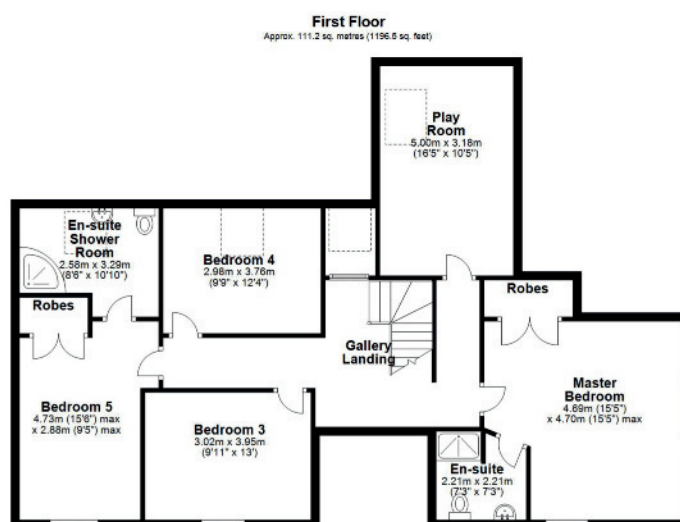 First Floor
Approx. 111.2 sq. metres (1196.5 sq. feet)
Play
Room
5.00m x 3.18m
(16'5" x 10'5")
En-suite
Shower
Room
2.58m x 3.29m
(8'6" x 10'10")
Bedroom 4
2.98m x 3.76m
(9'9" x 12'4")
Robes
Robes
Gallery
Landing
Bedroom 5
4.73m (15'6") max
x 2.88m (9'5") max
Bedroom 3
3.02m x 3.95m
(9'11" x 13')
Master
Bedroom
4.69m (15'5")
x 4.70m (15'5") max
En-suite
2.21m x 2.21m
(7'3" x 7'3")